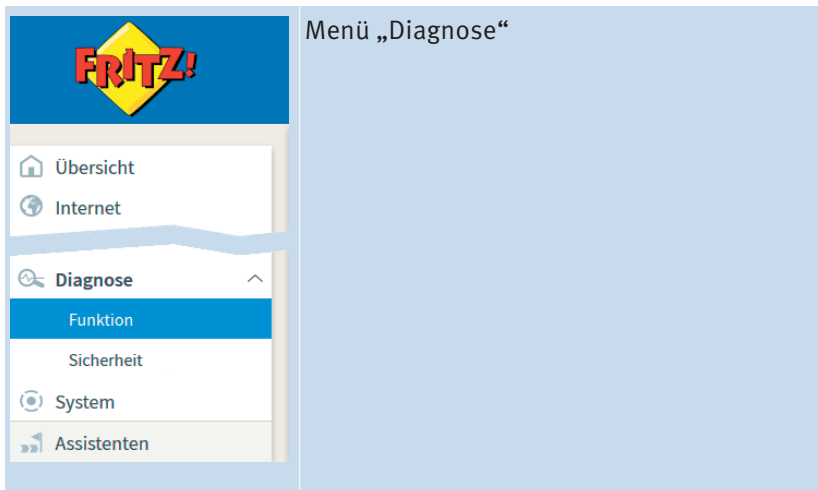 FRITZ!
Menü „Diagnose“
Übersicht
Internet
Diagnose
Funktion
Sicherheit
System
Assistenten